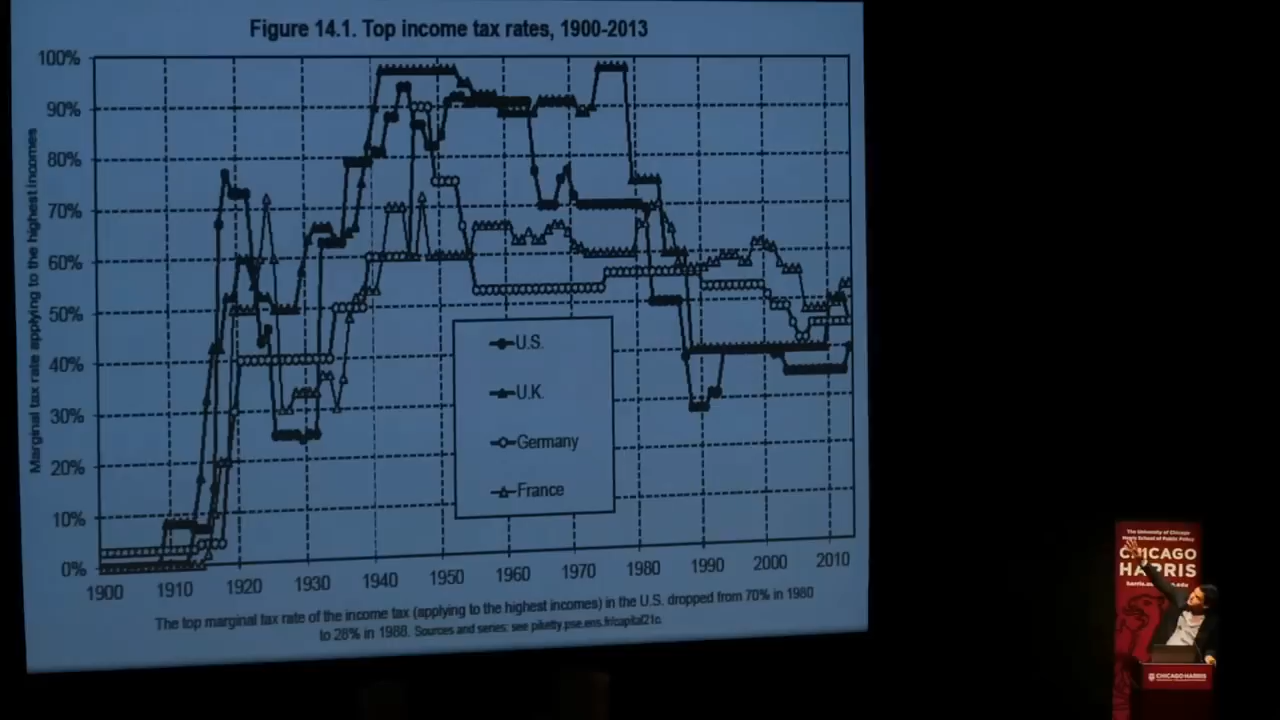 Figure 14.1. Top income tax rates, 1900-2013
Marginal tax rate applying to the highest incomes
100%
90%
80%
70%
60%
50%
40%
30%
20%
10%
0%
1900 1910 1920 1930 1940 1950 1960 1970 1980 1990 2000 2010
U.S.
U.K.
Germany
France
The top marginal tax rate of the income tax (applying to the highest incomes) in the U.S. dropped from 70% in 1980
to 28% in 1988. Sources and series: see piketty.pse.ens.fr/capital21c.
The University of Chicago
Harris School of Public Policy
CHICAGO
HARRIS
CHICAGO HARRIS